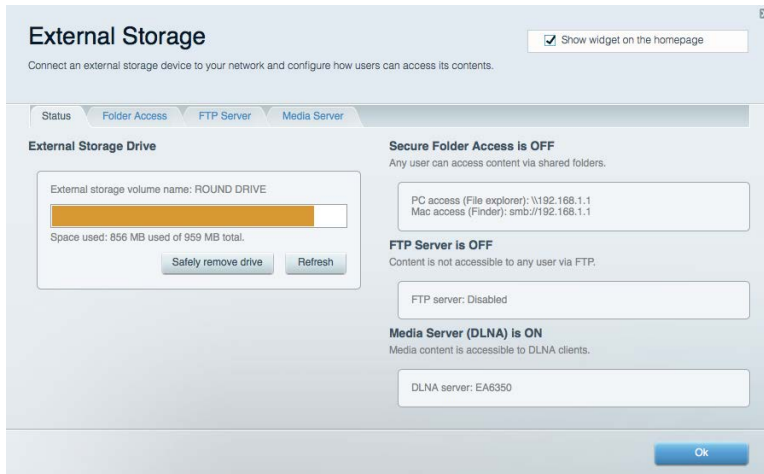 External Storage
Show widget on the homepage
Connect an external storage device to your network and configure how users can access its contents.
Status
Folder Access
FTP Server
Media Server
External Storage Drive
External storage volume name: ROUND DRIVE
Space used: 856 MB used of 959 MB total.
Safely remove drive
Refresh
Secure Folder Access is OFF
Any user can access content via shared folders.
PC access (File explorer): \\192.168.1.1
Mac access (Finder): smb://192.168.1.1
FTP Server is OFF
Content is not accessible to any user via FTP.
FTP server: Disabled
Media Server (DLNA) is ON
Media content is accessible to DLNA clients.
DLNA server: EA6350
Ok